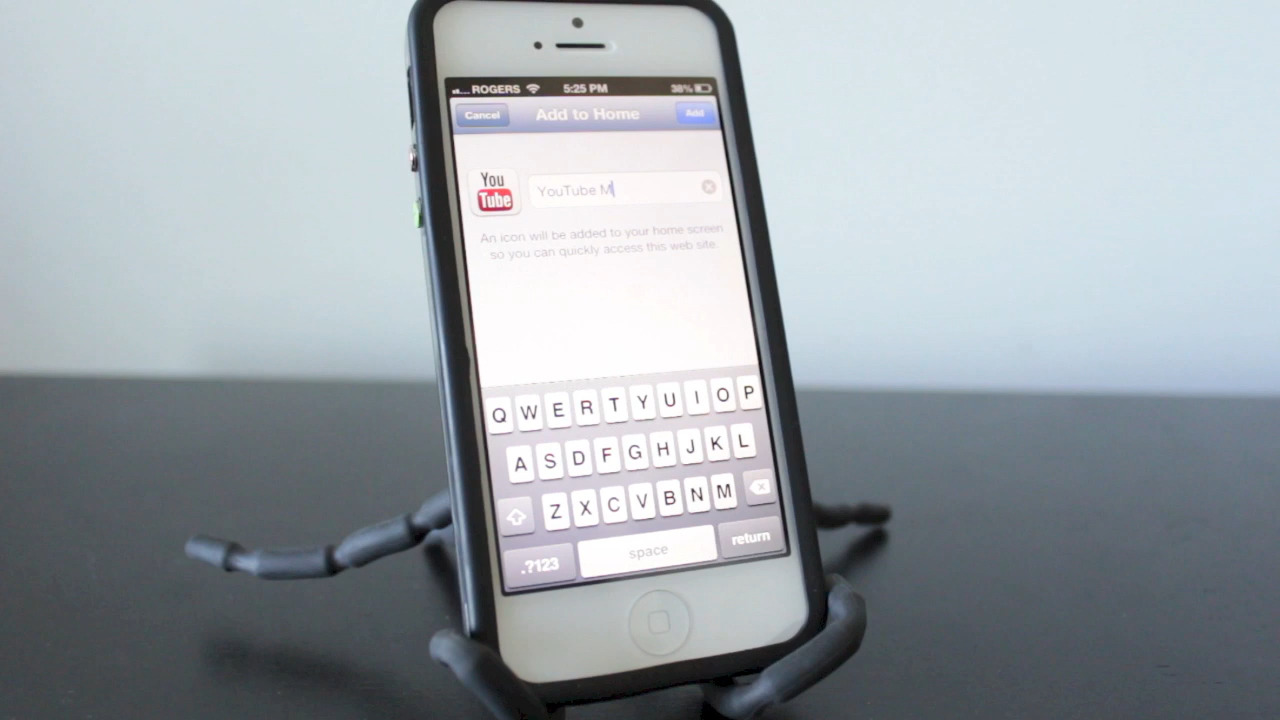 ROGERS 5:25 PM 38%
Cancel Add to Home Add
You
Tube
YouTube M
An icon will be added to your home screen
so you can quickly access this web site.
Q W E R T Y U I O P
A S D F G H J K L
Z X C V B N M
.?123 space return